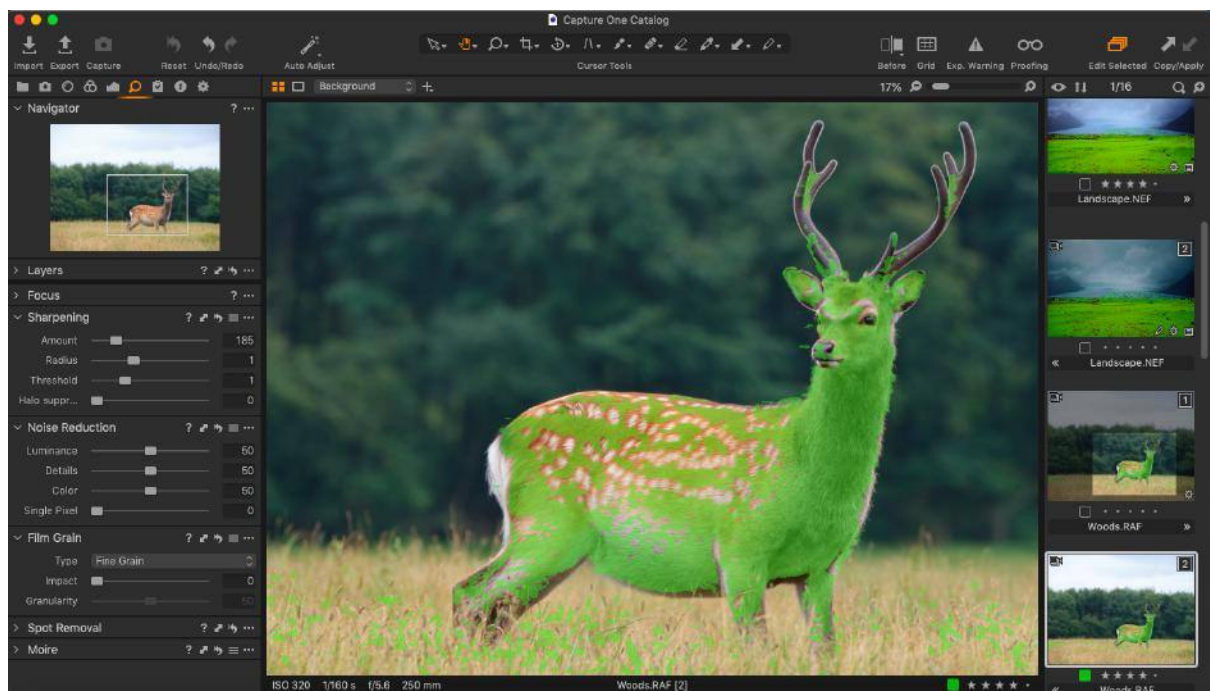 Capture One Catalog
Import Export Capture Reset Undo/Redo Auto Adjust Cursor Tools Before Grid Exp. Warning Proofing Edit Selected Copy/Apply
Background 17% 1/16
Navigator ? ...
Layers ? ...
Focus ? ...
Sharpening ? ...
Amount 185
Radius 1
Threshold 1
Halo suppr... 0
Noise Reduction ? ...
Luminance 50
Details 50
Color 50
Single Pixel 0
Film Grain ? ...
Type Fine Grain
Impact 0
Granularity 50
Spot Removal ? ...
Moire ? ...
ISO 320 1/160 s f/5.6 250 mm Woods.RAF [2]
Landscape.NEF »
2
« Landscape.NEF
1
Woods.RAF »
2
« Woods.RAF